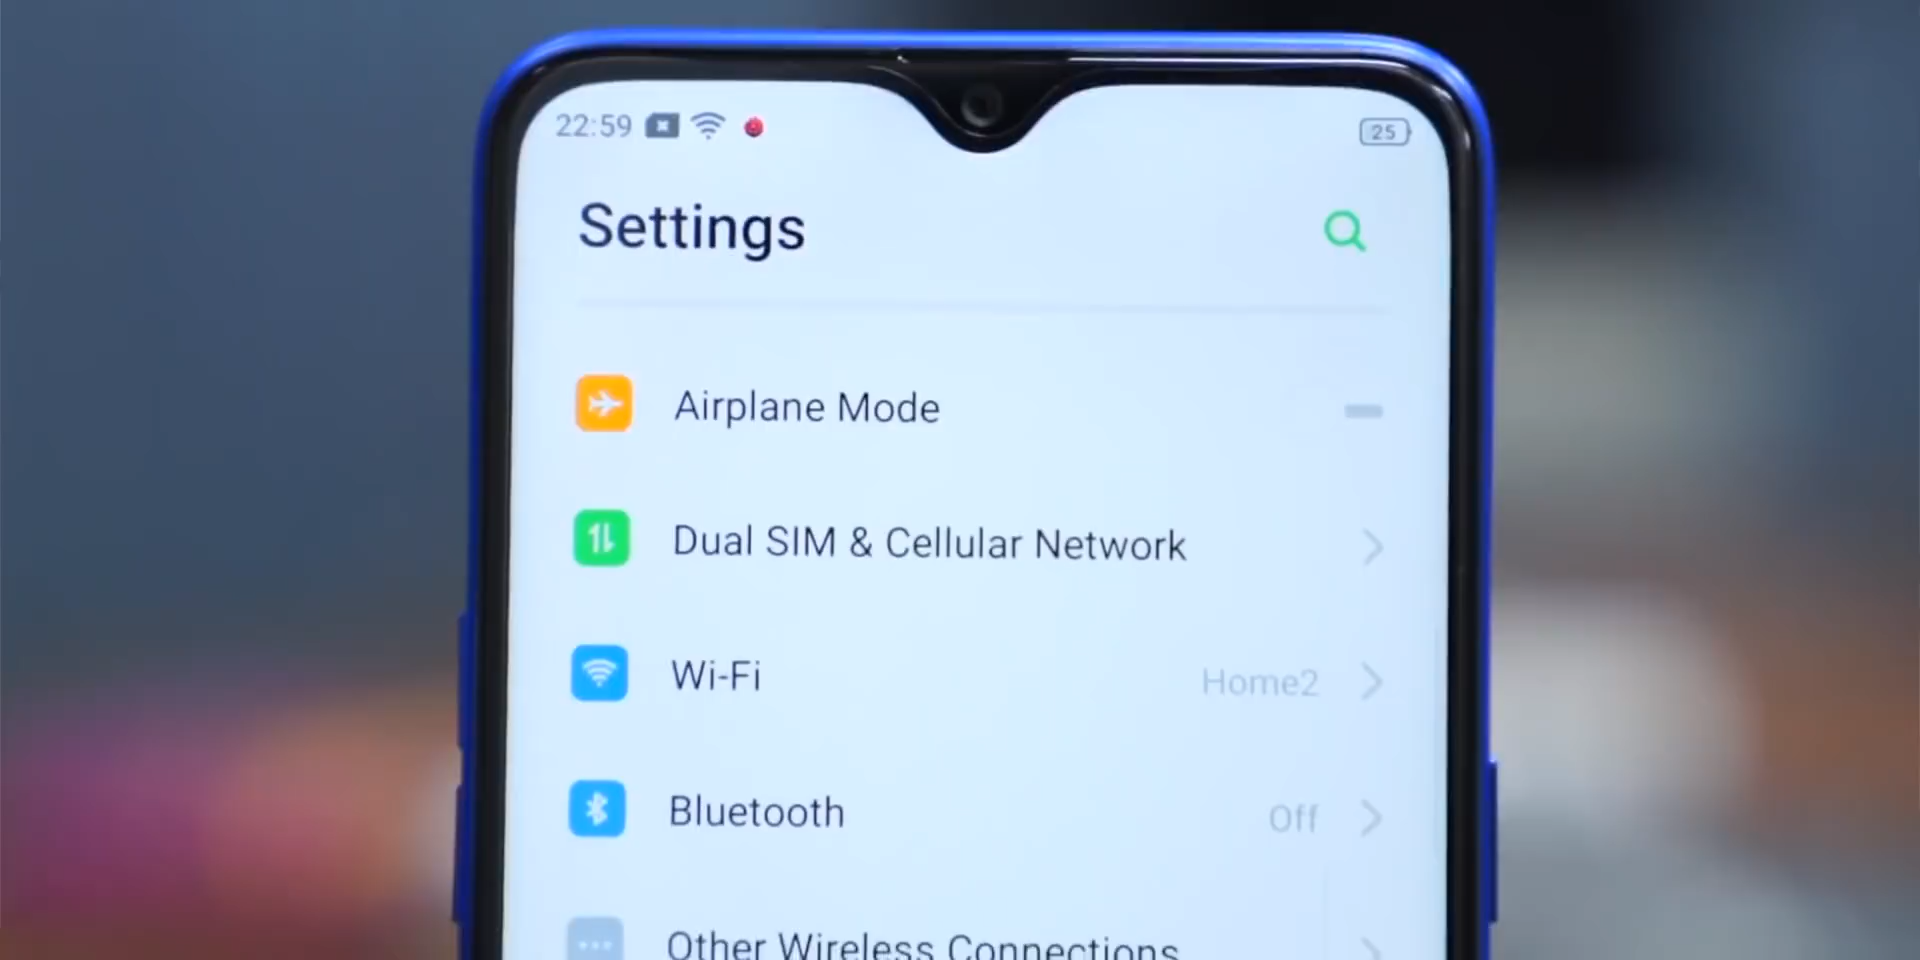 22:59
25
Settings
Airplane Mode
Dual SIM & Cellular Network
Wi-Fi
Home2
Bluetooth
Off
Other Wireless Connections